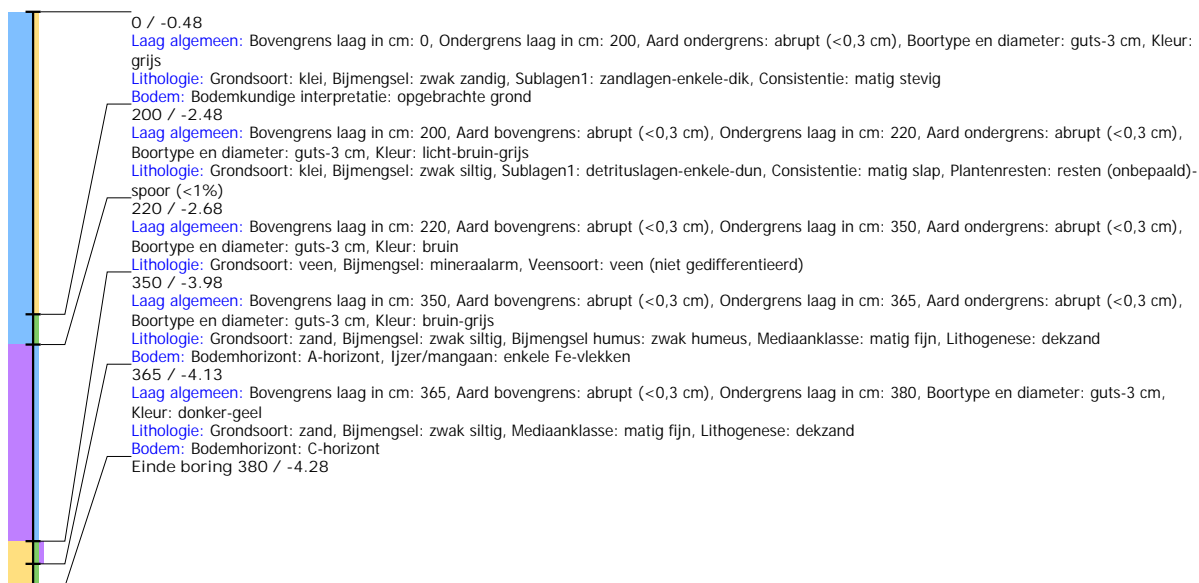 0 / -0.48
Laag algemeen: Bovengrens laag in cm: 0, Ondergrens laag in cm: 200, Aard ondergrens: abrupt (<0,3 cm), Boortype en diameter: guts-3 cm, Kleur:
grijs
Lithologie: Grondsoort: klei, Bijmengsel: zwak zandig, Sublagen1: zandlagen-enkele-dik, Consistentie: matig stevig
Bodem: Bodemkundige interpretatie: opgebrachte grond
200 / -2.48
Laag algemeen: Bovengrens laag in cm: 200, Aard bovengrens: abrupt (<0,3 cm), Ondergrens laag in cm: 220, Aard ondergrens: abrupt (<0,3 cm),
Boortype en diameter: guts-3 cm, Kleur: licht-bruin-grijs
Lithologie: Grondsoort: klei, Bijmengsel: zwak siltig, Sublagen1: detrituslagen-enkele-dun, Consistentie: matig slap, Plantenresten: resten (onbepaald)-
spoor (<1%)
220 / -2.68
Laag algemeen: Bovengrens laag in cm: 220, Aard bovengrens: abrupt (<0,3 cm), Ondergrens laag in cm: 350, Aard ondergrens: abrupt (<0,3 cm),
Boortype en diameter: guts-3 cm, Kleur: bruin
Lithologie: Grondsoort: veen, Bijmengsel: mineraalarm, Veensoort: veen (niet gedifferentieerd)
350 / -3.98
Laag algemeen: Bovengrens laag in cm: 350, Aard bovengrens: abrupt (<0,3 cm), Ondergrens laag in cm: 365, Aard ondergrens: abrupt (<0,3 cm),
Boortype en diameter: guts-3 cm, Kleur: bruin-grijs
Lithologie: Grondsoort: zand, Bijmengsel: zwak siltig, Bijmengsel humus: zwak humeus, Mediaanklasse: matig fijn, Lithogenese: dekzand
Bodem: Bodemhorizont: A-horizont, Ijzer/mangaan: enkele Fe-vlekken
365 / -4.13
Laag algemeen: Bovengrens laag in cm: 365, Aard bovengrens: abrupt (<0,3 cm), Ondergrens laag in cm: 380, Boortype en diameter: guts-3 cm,
Kleur: donker-geel
Lithologie: Grondsoort: zand, Bijmengsel: zwak siltig, Mediaanklasse: matig fijn, Lithogenese: dekzand
Bodem: Bodemhorizont: C-horizont
Einde boring 380 / -4.28